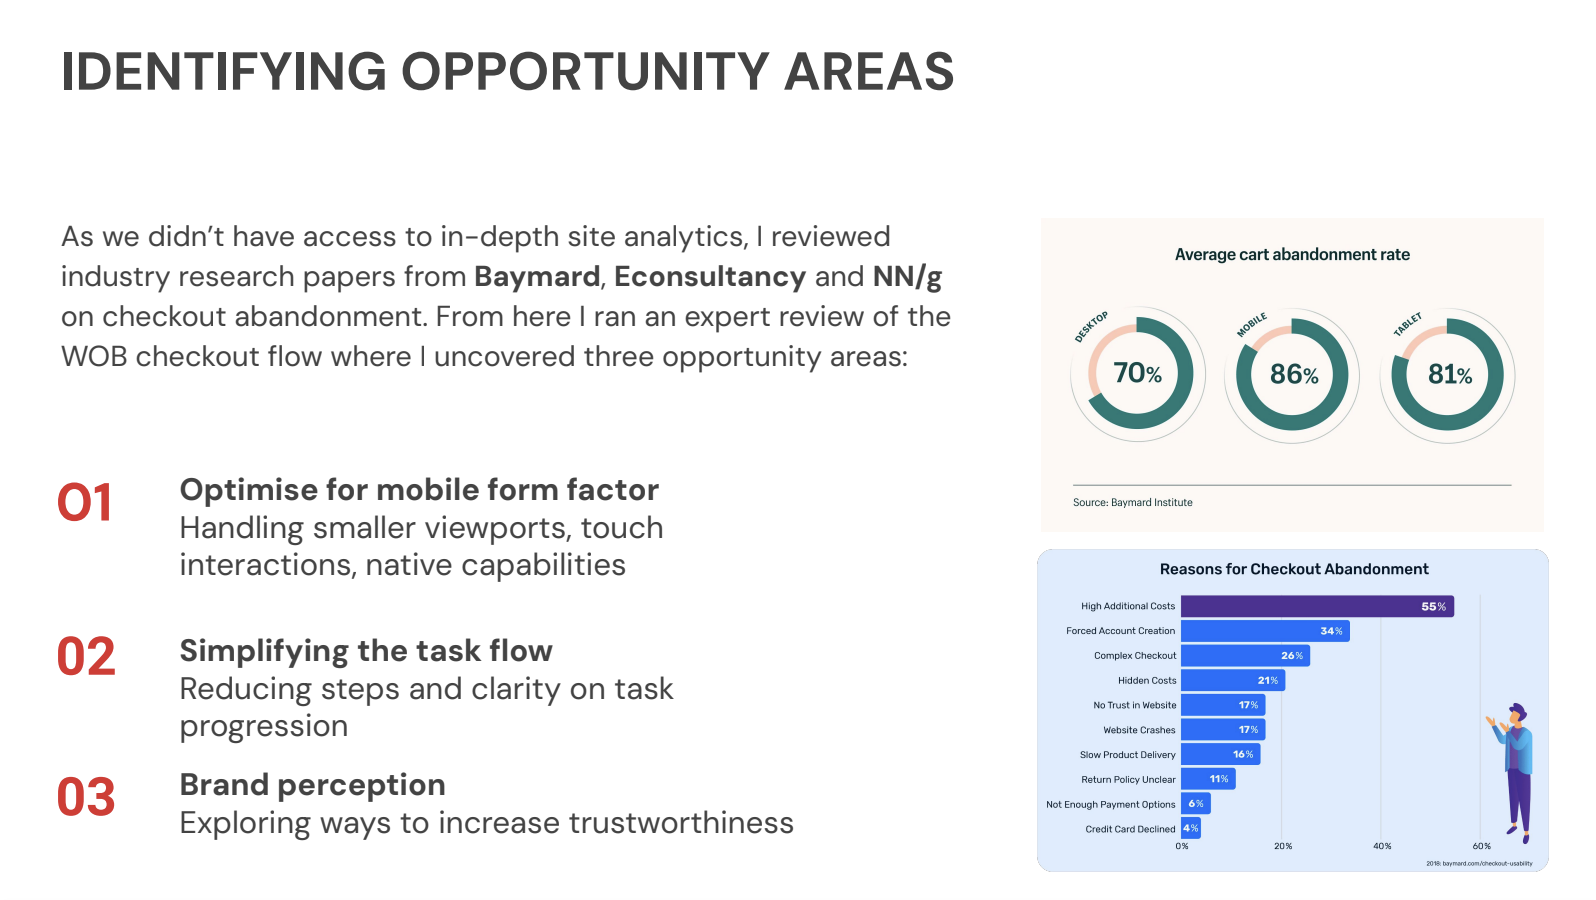 IDENTIFYING OPPORTUNITY AREAS
As we didn’t have access to in-depth site analytics, I reviewed
industry research papers from Baymard, Econsultancy and NN/g
on checkout abandonment. From here I ran an expert review of the
WOB checkout flow where I uncovered three opportunity areas:
01
Optimise for mobile form factor
Handling smaller viewports, touch
interactions, native capabilities
02
Simplifying the task flow
Reducing steps and clarity on task
progression
03
Brand perception
Exploring ways to increase trustworthiness
Average cart abandonment rate
DESKTOP
70%
MOBILE
86%
TABLET
81%
Source: Baymard Institute
Reasons for Checkout Abandonment
High Additional Costs 55%
Forced Account Creation 34%
Complex Checkout 26%
Hidden Costs 21%
No Trust in Website 17%
Website Crashes 17%
Slow Product Delivery 16%
Return Policy Unclear 11%
Not Enough Payment Options 6%
Credit Card Declined 4%
0% 20% 40% 60%
2018: baymard.com/checkout-usability